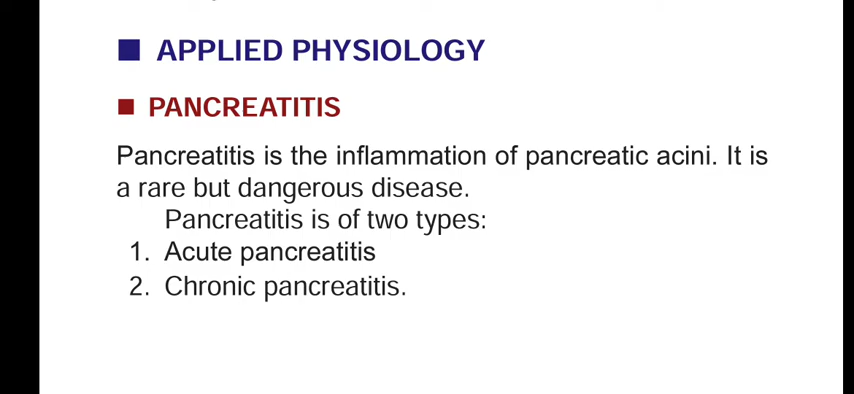 APPLIED PHYSIOLOGY
PANCREATITIS
Pancreatitis is the inflammation of pancreatic acini. It is
a rare but dangerous disease.
Pancreatitis is of two types:
1. Acute pancreatitis
2. Chronic pancreatitis.